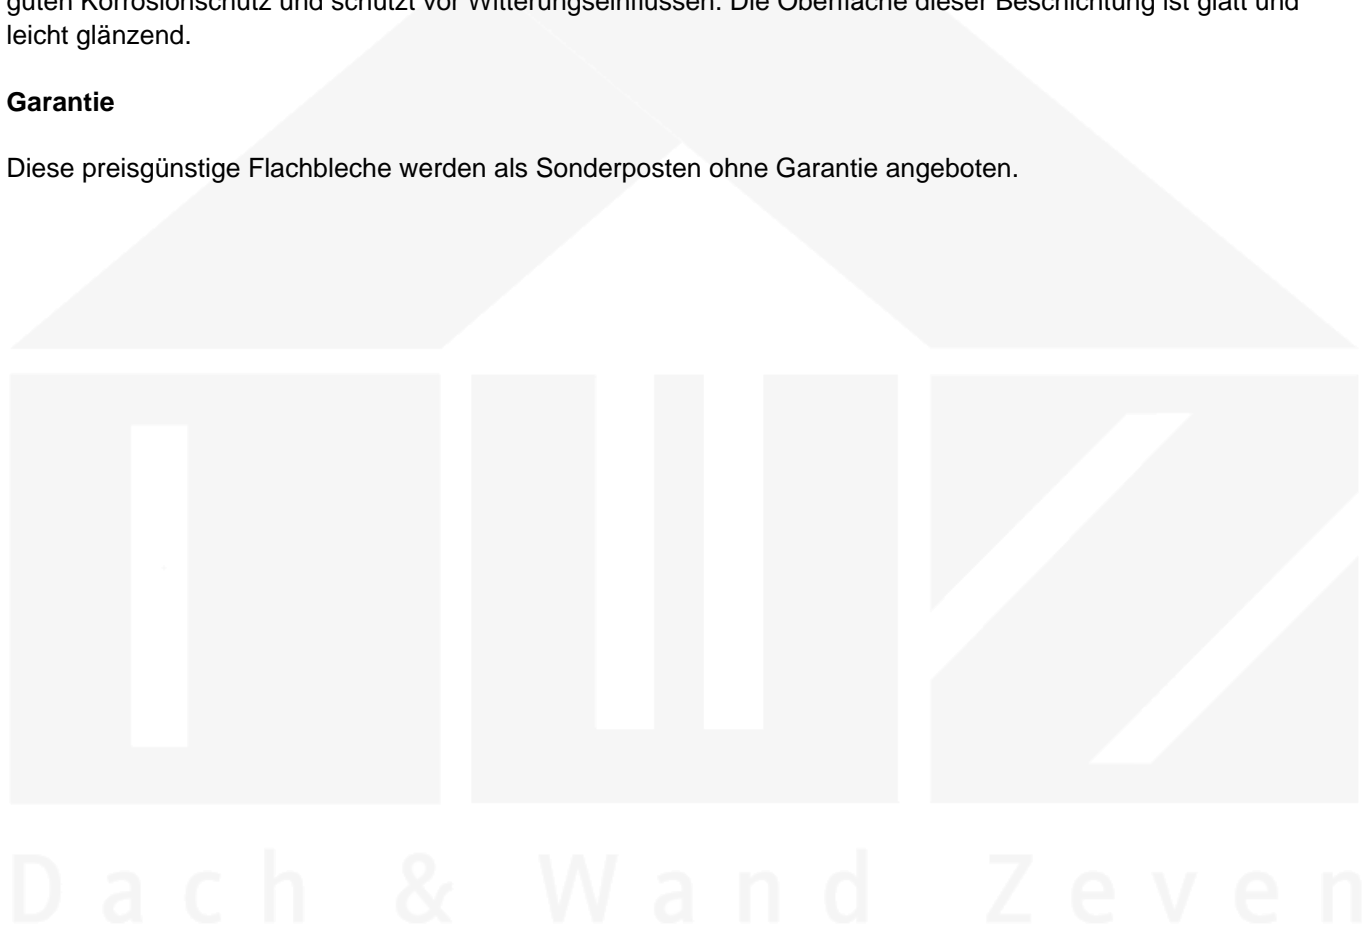 guten Korrosionschutz und schützt vor Witterungseinflüssen. Die Oberfläche dieser Beschichtung ist glatt und
leicht glänzend.
Garantie
Diese preisgünstige Flachbleche werden als Sonderposten ohne Garantie angeboten.
Dach & Wand Zeven